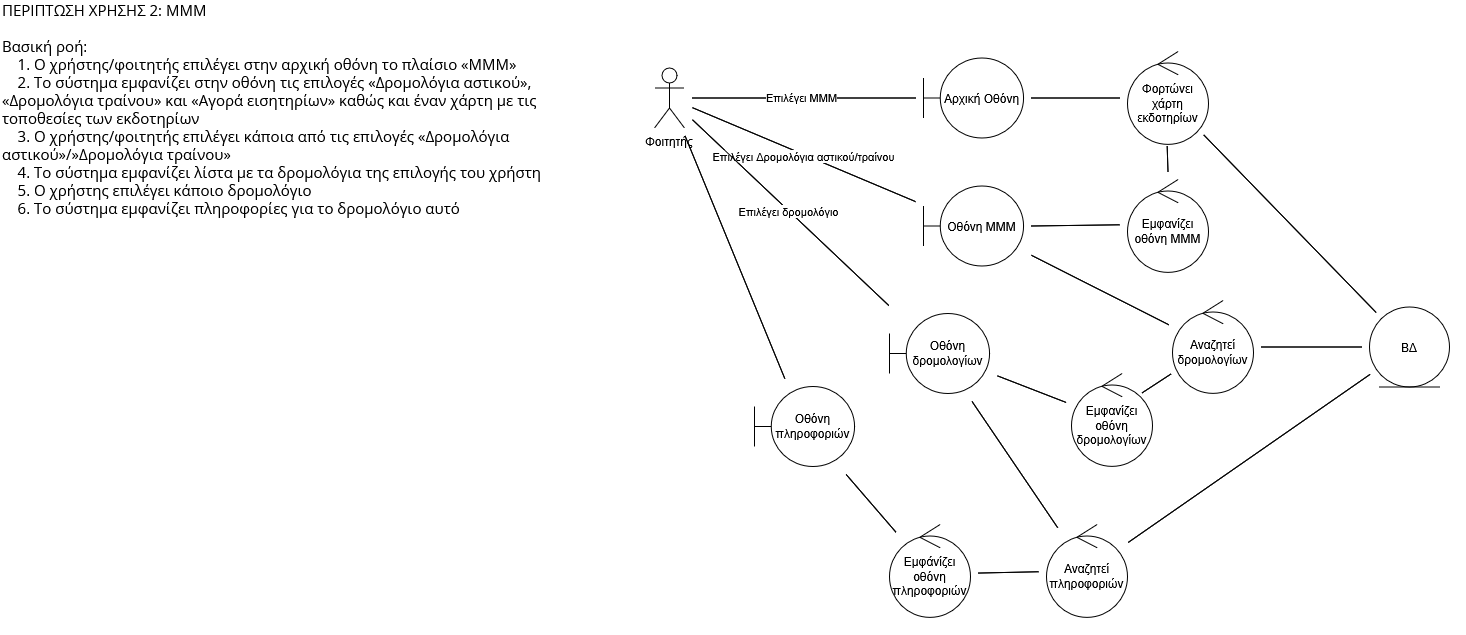 ΠΕΡΙΠΤΩΣΗ ΧΡΗΣΗΣ 2: ΜΜΜ
Βασική ροή:
1. Ο χρήστης/φοιτητής επιλέγει στην αρχική οθόνη το πλαίσιο «ΜΜΜ»
2. Το σύστημα εμφανίζει στην οθόνη τις επιλογές «Δρομολόγια αστικού»,
«Δρομολόγια τραίνου» και «Αγορά εισητηρίων» καθώς και έναν χάρτη με τις
τοποθεσίες των εκδοτηρίων
3. Ο χρήστης/φοιτητής επιλέγει κάποια από τις επιλογές «Δρομολόγια
αστικού»/»Δρομολόγια τραίνου»
4. Το σύστημα εμφανίζει λίστα με τα δρομολόγια της επιλογής του χρήστη
5. Ο χρήστης επιλέγει κάποιο δρομολόγιο
6. Το σύστημα εμφανίζει πληροφορίες για το δρομολόγιο αυτό
Φοιτητής
Επιλέγει ΜΜΜ
Αρχική Οθόνη
Φορτώνει
χάρτη
εκδοτηρίων
Επιλέγει Δρομολόγια αστικού/τραίνου
Επιλέγει δρομολόγιο
Οθόνη ΜΜΜ
Εμφανίζει
οθόνη ΜΜΜ
Οθόνη
δρομολογίων
Αναζητεί
δρομολογίων
ΒΔ
Εμφανίζει
οθόνη
δρομολογίων
Οθόνη
πληροφοριών
Εμφάνίζει
οθόνη
πληροφοριών
Αναζητεί
πληροφοριών